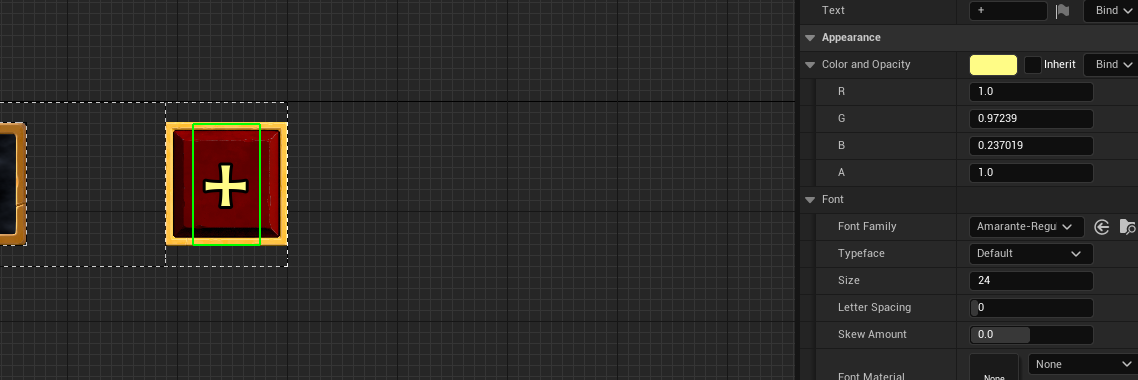 Text + Bind
Appearance
Color and Opacity Inherit Bind
R 1.0
G 0.97239
B 0.237019
A 1.0
Font
+
Font Family Amarante-Regul
Typeface Default
Size 24
Letter Spacing 0
Skew Amount 0.0
None
Font Material None